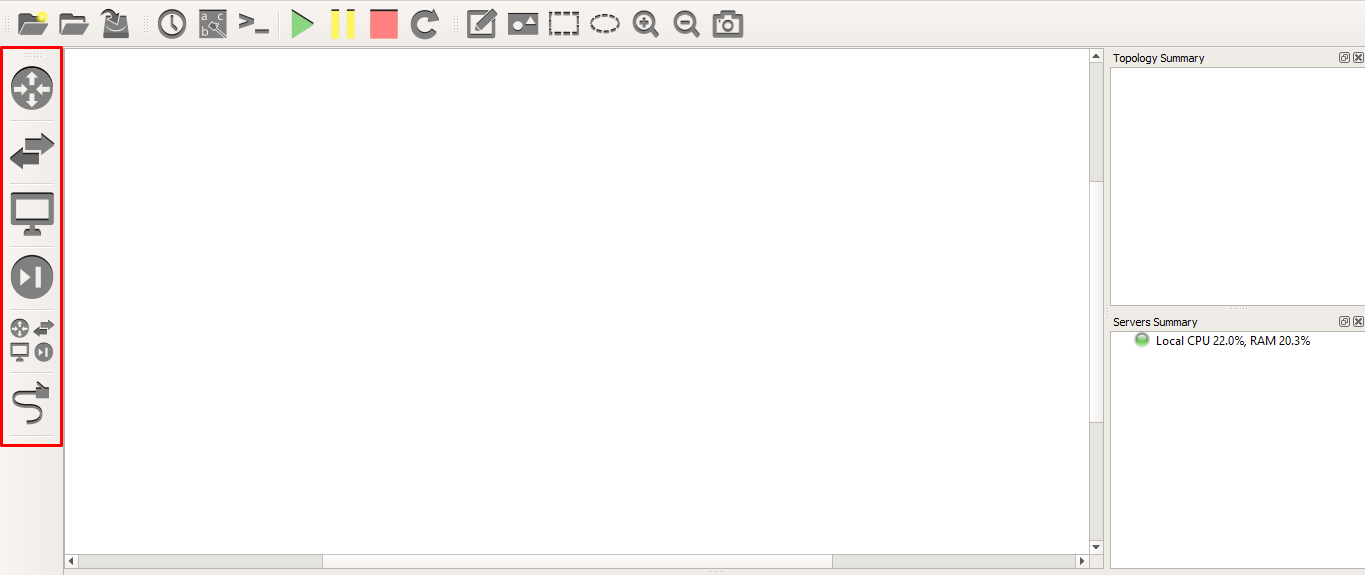 a c
b
>_
Topology Summary
Servers Summary
Local CPU 22.0%, RAM 20.3%